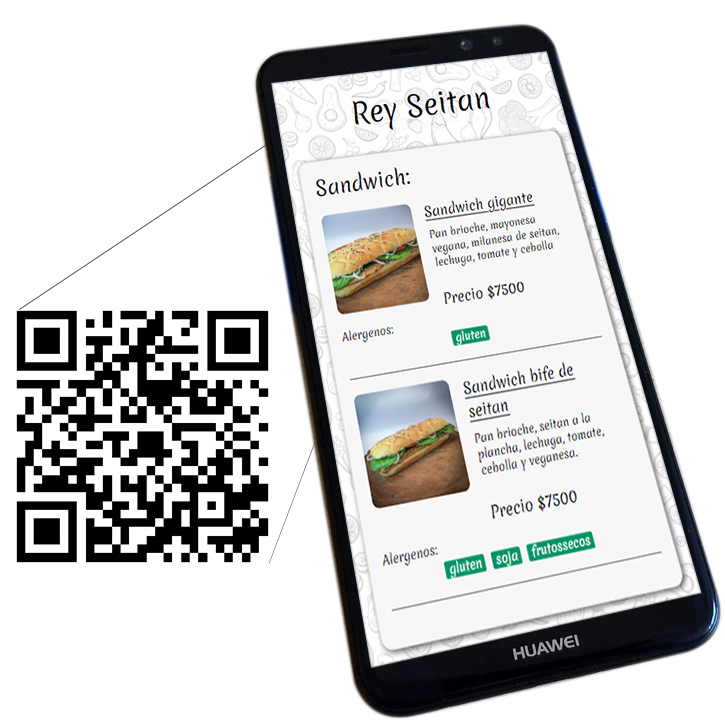 Rey Seitan
Sandwich:
Sandwich gigante
Pan brioche, mayonesa
vegana, milanesa de seitan,
lechuga, tomate y cebolla
Precio $7500
Alergenos:
gluten
Sandwich bife de
seitan
Pan brioche, seitan a la
plancha, lechuga, tomate,
cebolla y veganesa.
Precio $7500
Alergenos:
gluten soja frutossecos
HUAWEI